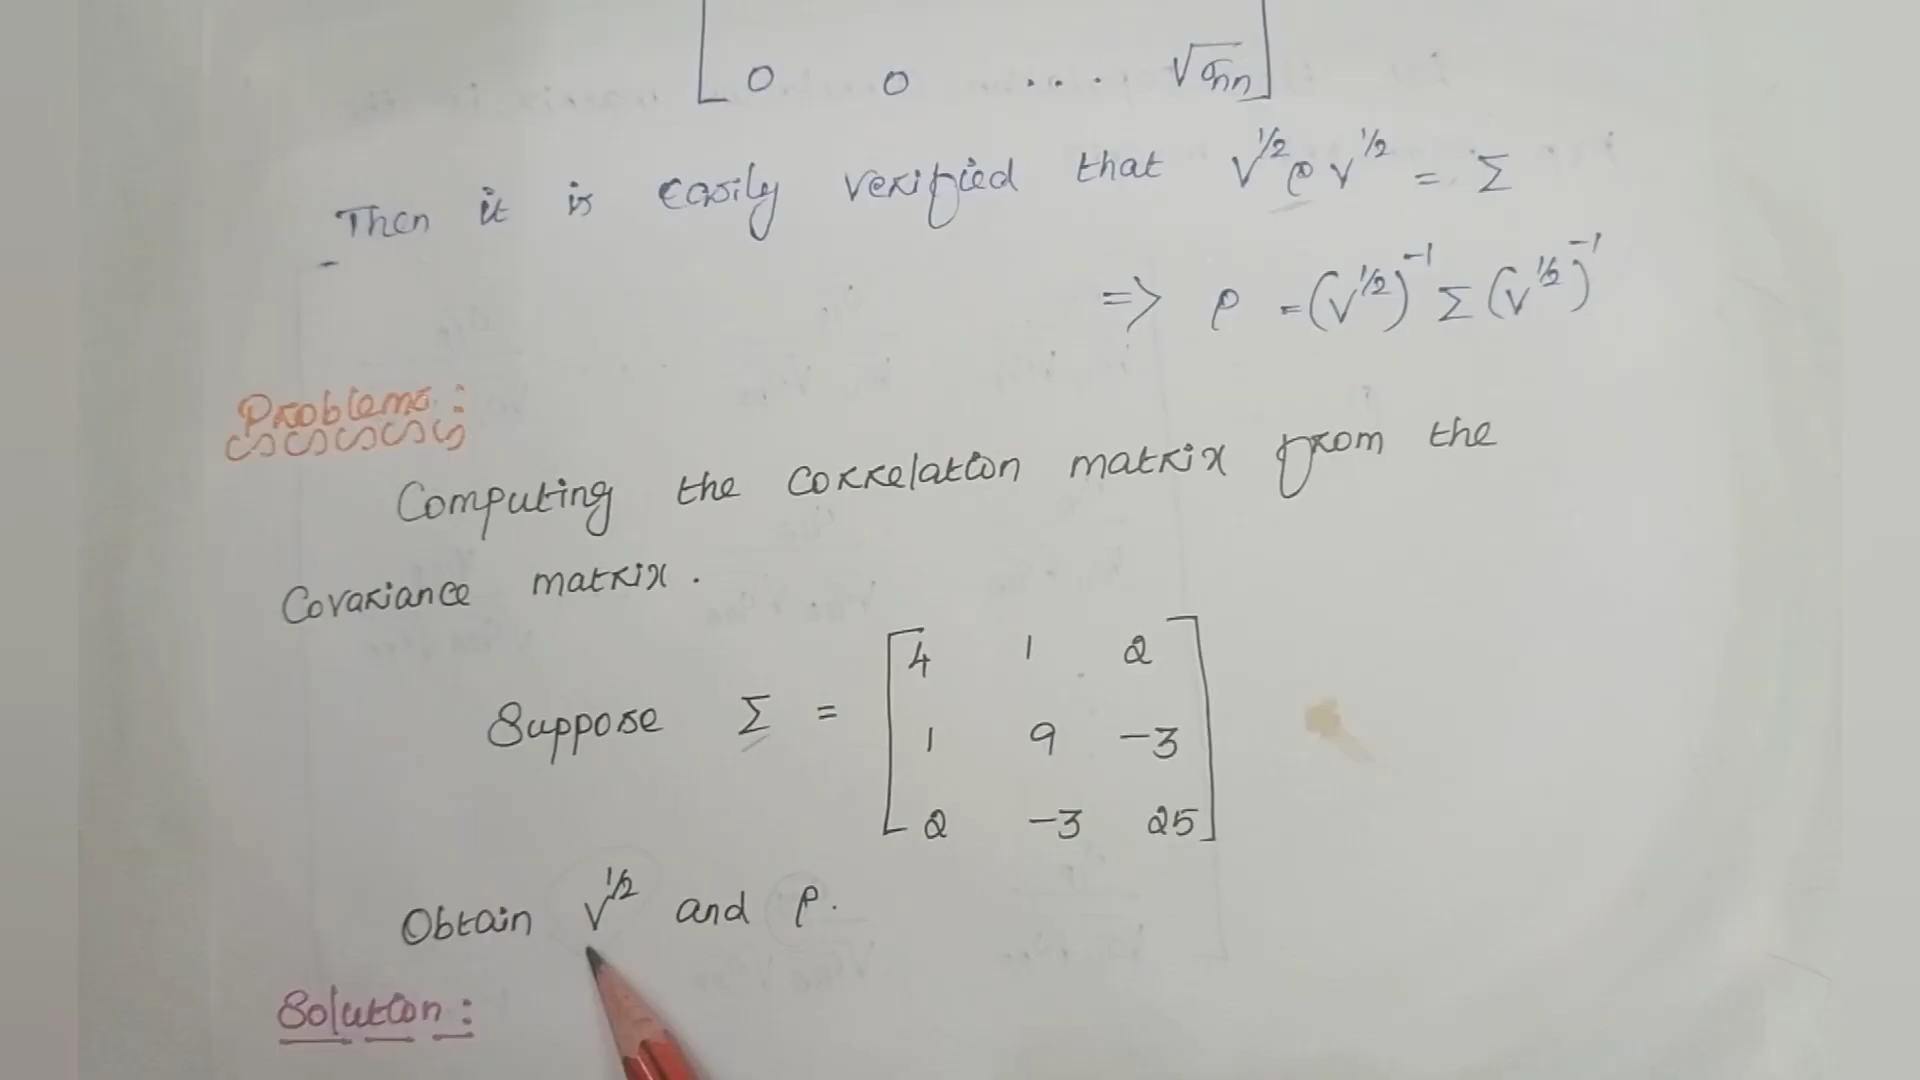 0 0 ... √σnn
Then it is easily verified that V^1/2 ρ V^1/2 = Σ
=> ρ = (V^1/2)^-1 Σ (V^1/2)^-1
Problems:
Computing the correlation matrix from the
Covariance matrix.
Suppose Σ = [4 1 2
1 9 -3
2 -3 25]
Obtain V^1/2 and ρ.
Solution: